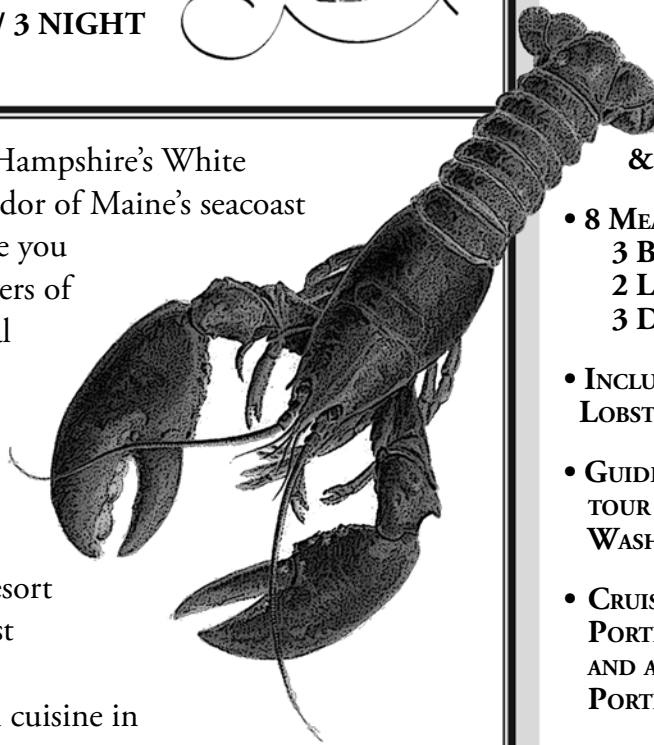 / 3 NIGHT
Hampshire's White
dor of Maine's seacoast
e you
ers of
l
esort
st
cuisine in
&
• 8 MEA
3 B
2 L
3 D
• INCLU
LOBST
• GUID
TOUR
WASH
• CRUIS
PORT
AND A
PORT